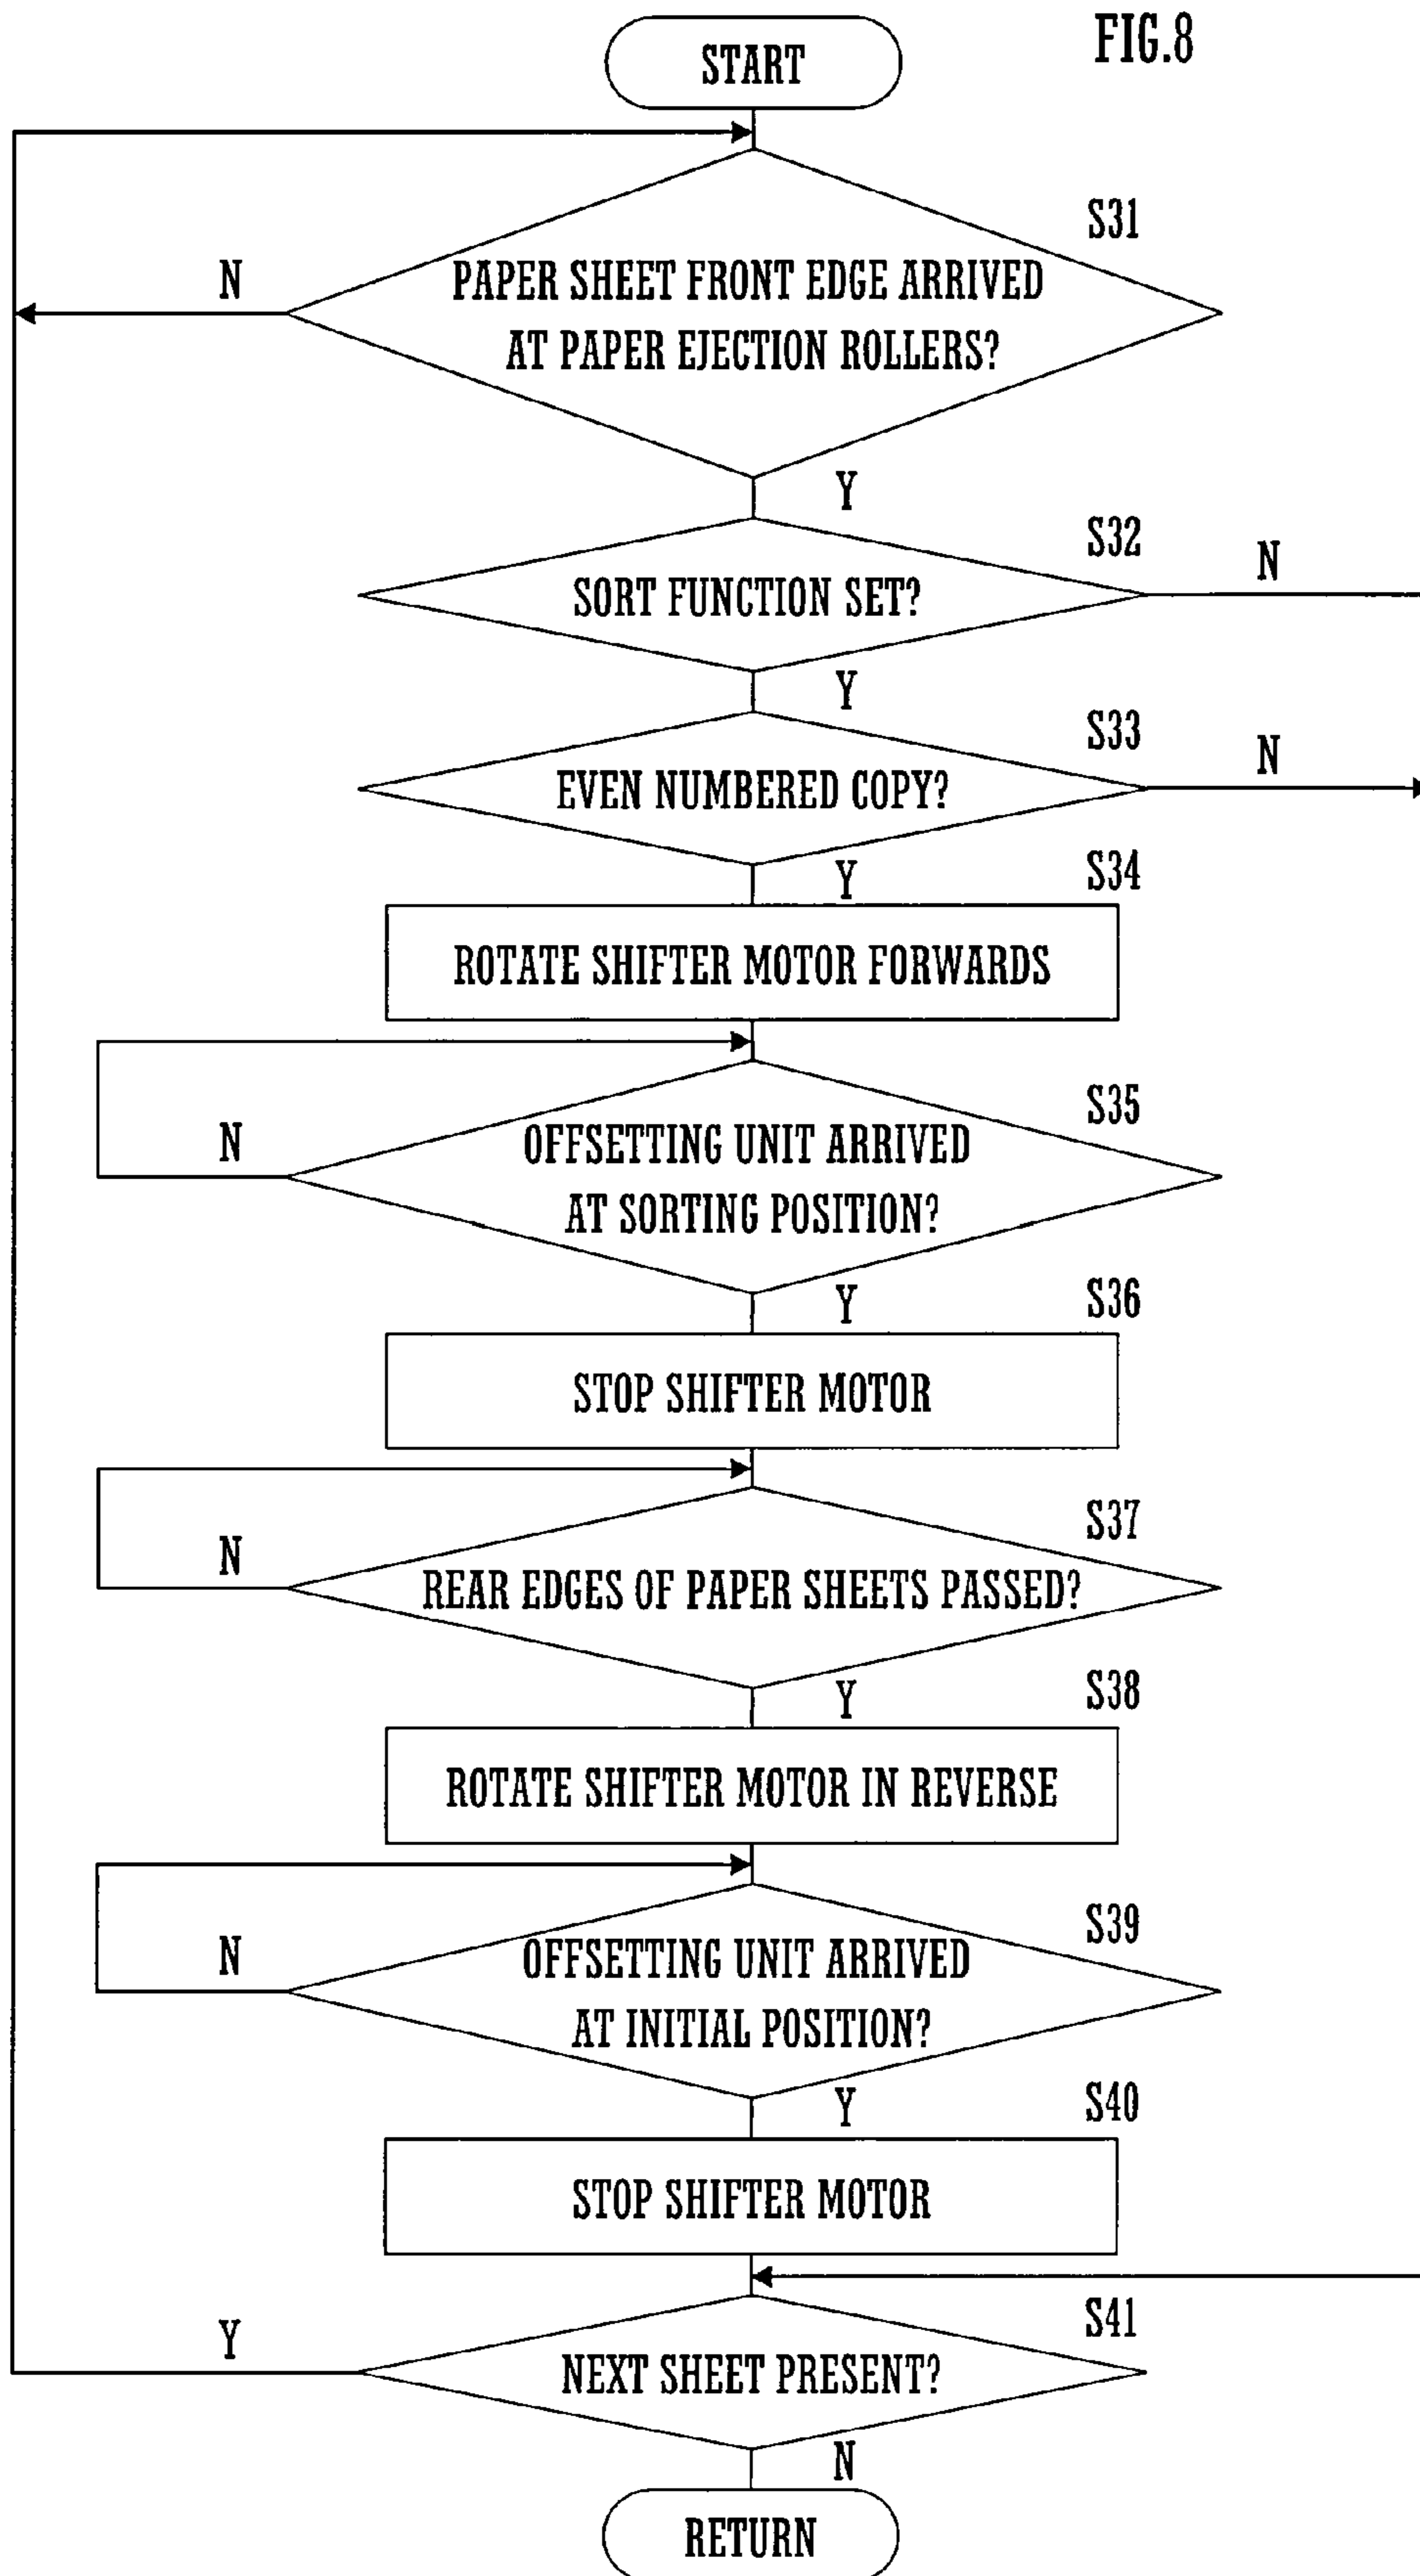 FIG.8
START
S31
N
PAPER SHEET FRONT EDGE ARRIVED
AT PAPER EJECTION ROLLERS?
Y
S32
N
SORT FUNCTION SET?
Y
S33
N
EVEN NUMBERED COPY?
Y
S34
ROTATE SHIFTER MOTOR FORWARDS
S35
N
OFFSETTING UNIT ARRIVED
AT SORTING POSITION?
Y
S36
STOP SHIFTER MOTOR
S37
N
REAR EDGES OF PAPER SHEETS PASSED?
Y
S38
ROTATE SHIFTER MOTOR IN REVERSE
S39
N
OFFSETTING UNIT ARRIVED
AT INITIAL POSITION?
Y
S40
STOP SHIFTER MOTOR
S41
Y
NEXT SHEET PRESENT?
N
RETURN